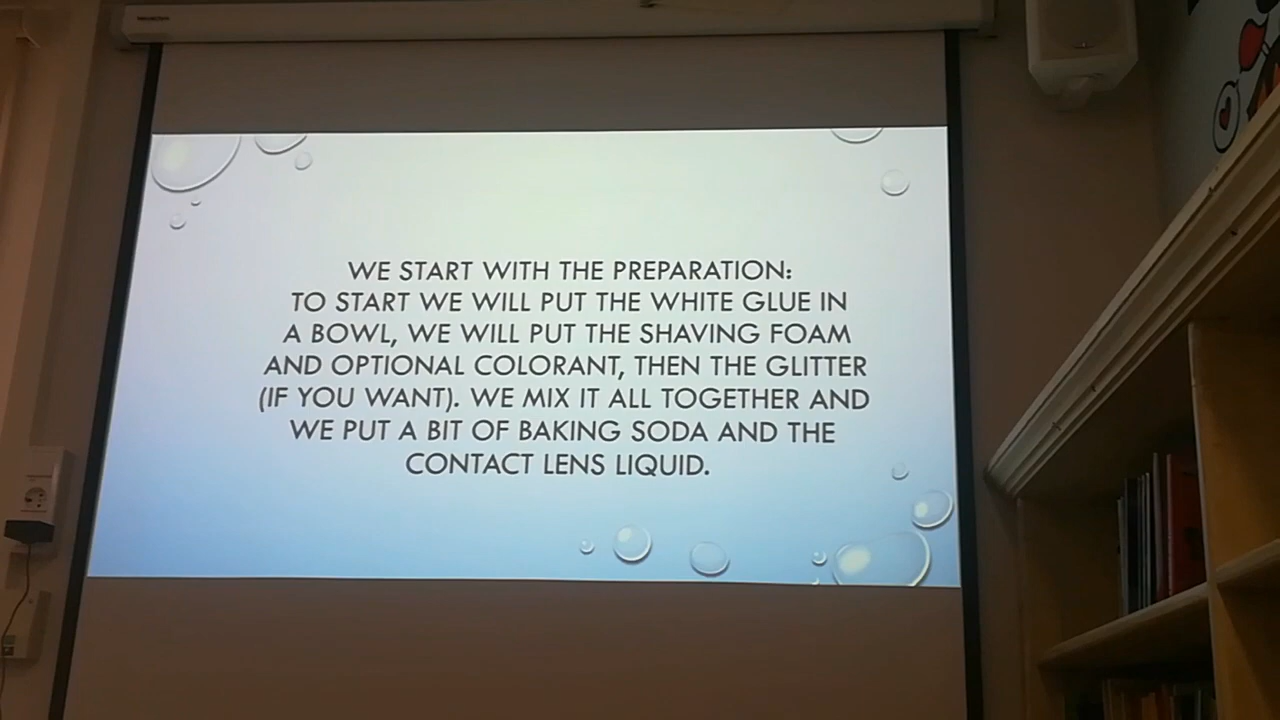 WE START WITH THE PREPARATION:
TO START WE WILL PUT THE WHITE GLUE IN
A BOWL, WE WILL PUT THE SHAVING FOAM
AND OPTIONAL COLORANT, THEN THE GLITTER
(IF YOU WANT). WE MIX IT ALL TOGETHER AND
WE PUT A BIT OF BAKING SODA AND THE
CONTACT LENS LIQUID.